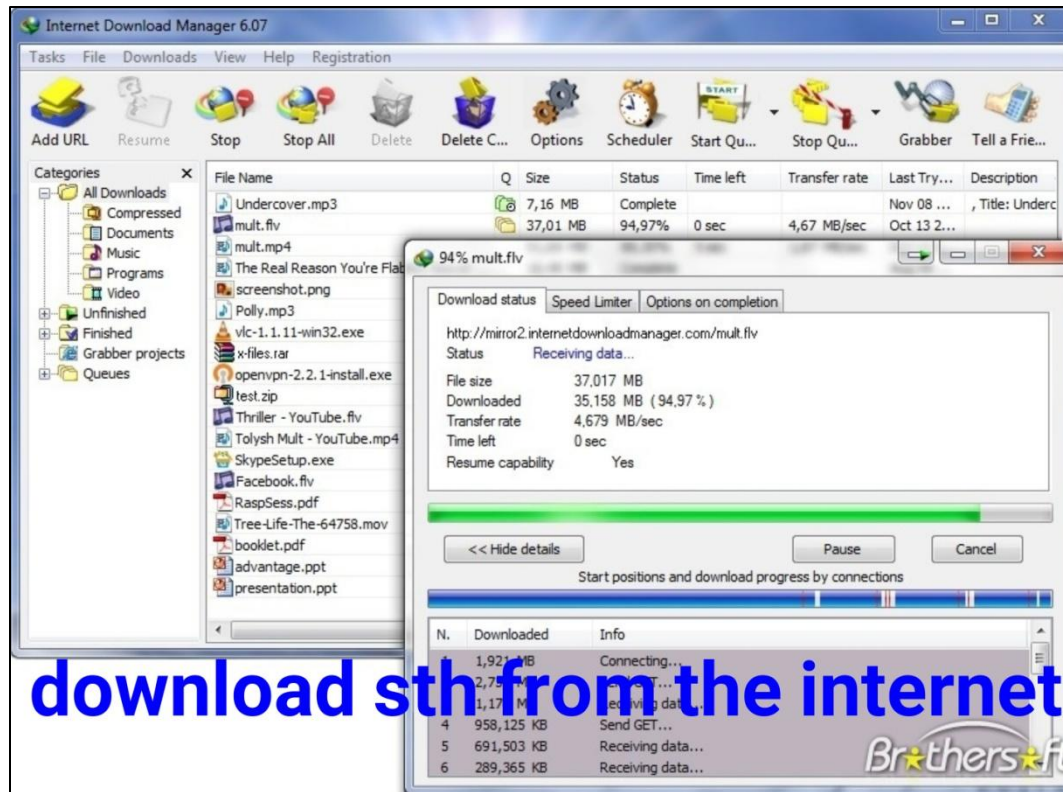 Internet Download Manager 6.07
Tasks File Downloads View Help Registration
Add URL Resume Stop Stop All Delete Delete C... Options Scheduler Start Qu... Stop Qu... Grabber Tell a Frie...
START
Categories
All Downloads
Compressed
Documents
Music
Programs
Video
Unfinished
Finished
Grabber projects
Queues
File Name Q Size Status Time left Transfer rate Last Try... Description
Undercover.mp3 7,16 MB Complete Nov 08 ... , Title: Underc
mult.flv 37,01 MB 94,97% 0 sec 4,67 MB/sec Oct 13 2...
mult.mp4
The Real Reason You're Flab
screenshot.png
Polly.mp3
vlc-1.1.11-win32.exe
x-files.rar
openvpn-2.2.1-install.exe
test.zip
Thriller - YouTube.flv
Tolysh Mult - YouTube.mp4
SkypeSetup.exe
Facebook.flv
RaspSess.pdf
Tree-Life-The-64758.mov
booklet.pdf
advantage.ppt
presentation.ppt
94% mult.flv
Download status Speed Limiter Options on completion
http://mirror2.internetdownloadmanager.com/mult.flv
Status Receiving data...
File size 37,017 MB
Downloaded 35,158 MB ( 94,97 % )
Transfer rate 4,679 MB/sec
Time left 0 sec
Resume capability Yes
<< Hide details Pause Cancel
Start positions and download progress by connections
N. Downloaded Info
1,921 MB Connecting...
download sth from the internet
4 958,125 KB Send GET...
5 691,503 KB Receiving data...
6 289,365 KB Receiving data...
Brothersoft